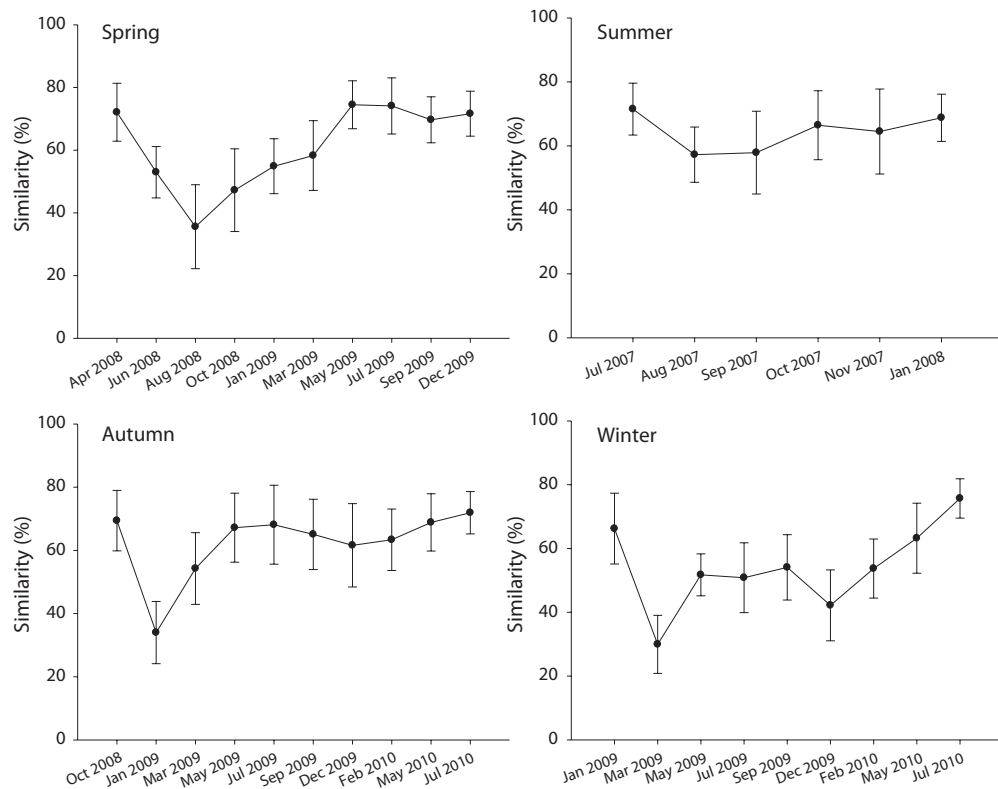 Spring
Similarity (%)
100
80
60
40
20
0
Apr 2008
Jun 2008
Aug 2008
Oct 2008
Jan 2009
Mar 2009
May 2009
Jul 2009
Sep 2009
Dec 2009
Summer
Similarity (%)
100
80
60
40
20
0
Jul 2007
Aug 2007
Sep 2007
Oct 2007
Nov 2007
Jan 2008
Autumn
Similarity (%)
100
80
60
40
20
0
Oct 2008
Jan 2009
Mar 2009
May 2009
Jul 2009
Sep 2009
Dec 2009
Feb 2010
May 2010
Jul 2010
Winter
Similarity (%)
100
80
60
40
20
0
Jan 2009
Mar 2009
May 2009
Jul 2009
Sep 2009
Dec 2009
Feb 2010
May 2010
Jul 2010